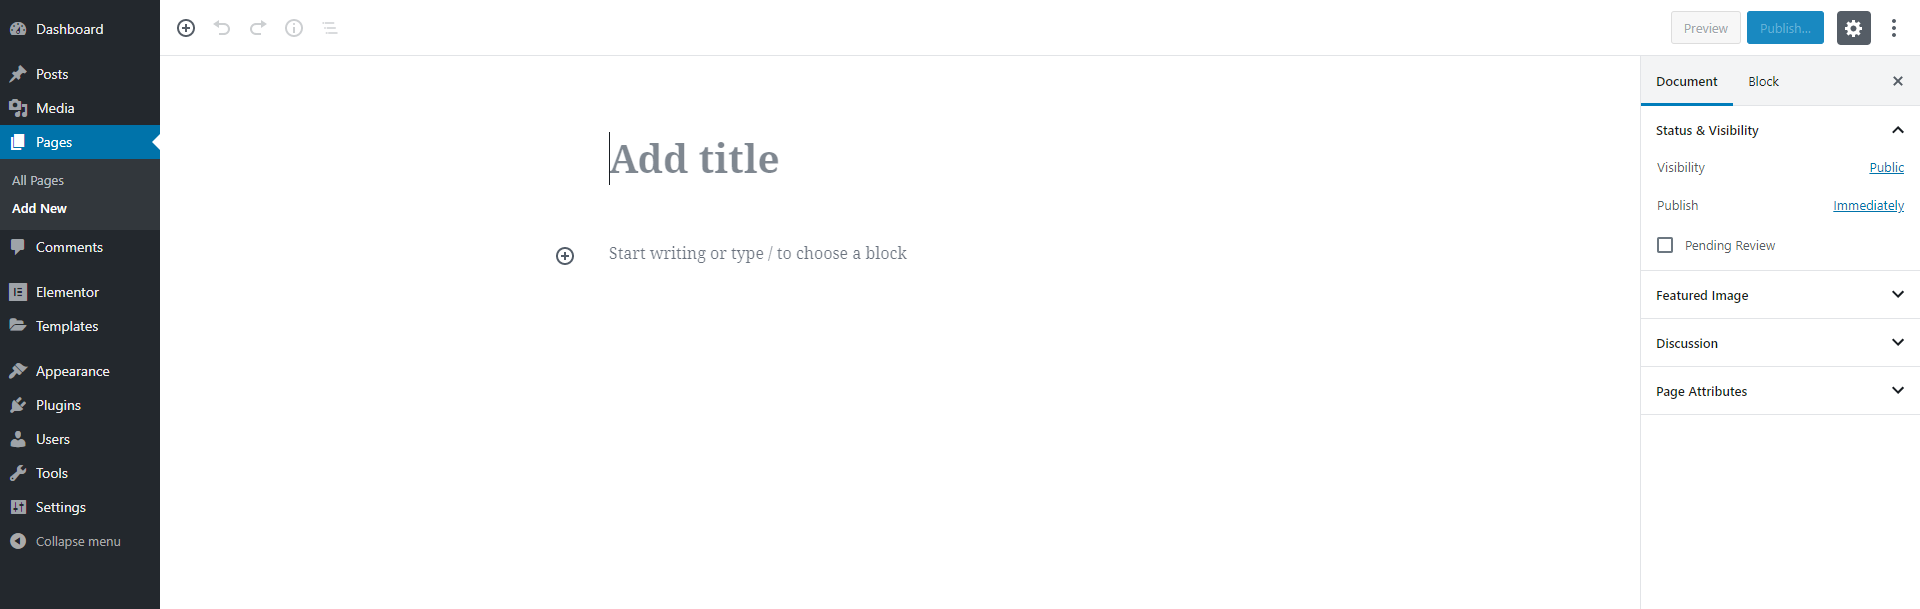 Dashboard
Posts
Media
Pages
All Pages
Add New
Comments
Elementor
Templates
Appearance
Plugins
Users
Tools
Settings
Collapse menu
Preview
Publish...
Add title
Start writing or type / to choose a block
Document Block
Status & Visibility
Visibility Public
Publish Immediately
Pending Review
Featured Image
Discussion
Page Attributes